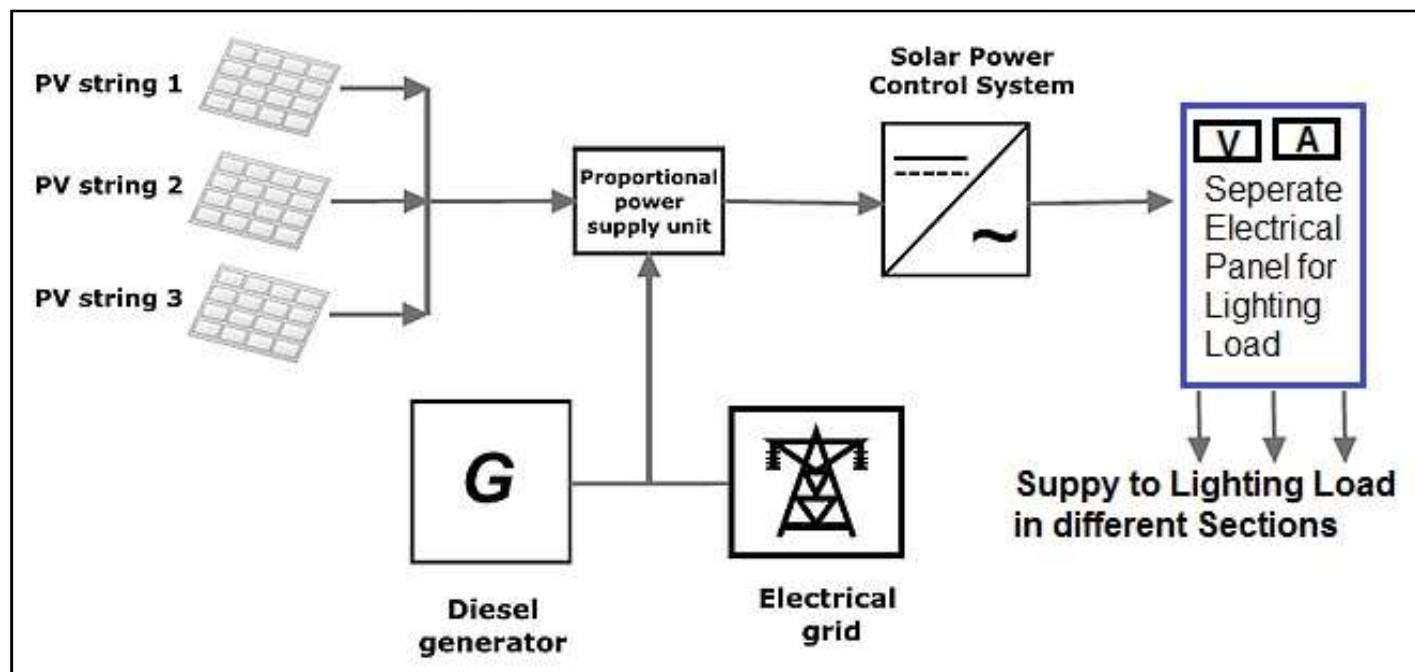 PV string 1
PV string 2
PV string 3
Proportional
power
supply unit
Solar Power
Control System
V
A
Seperate
Electrical
Panel for
Lighting
Load
G
Diesel
generator
Electrical
grid
Suppy to Lighting Load
in different Sections